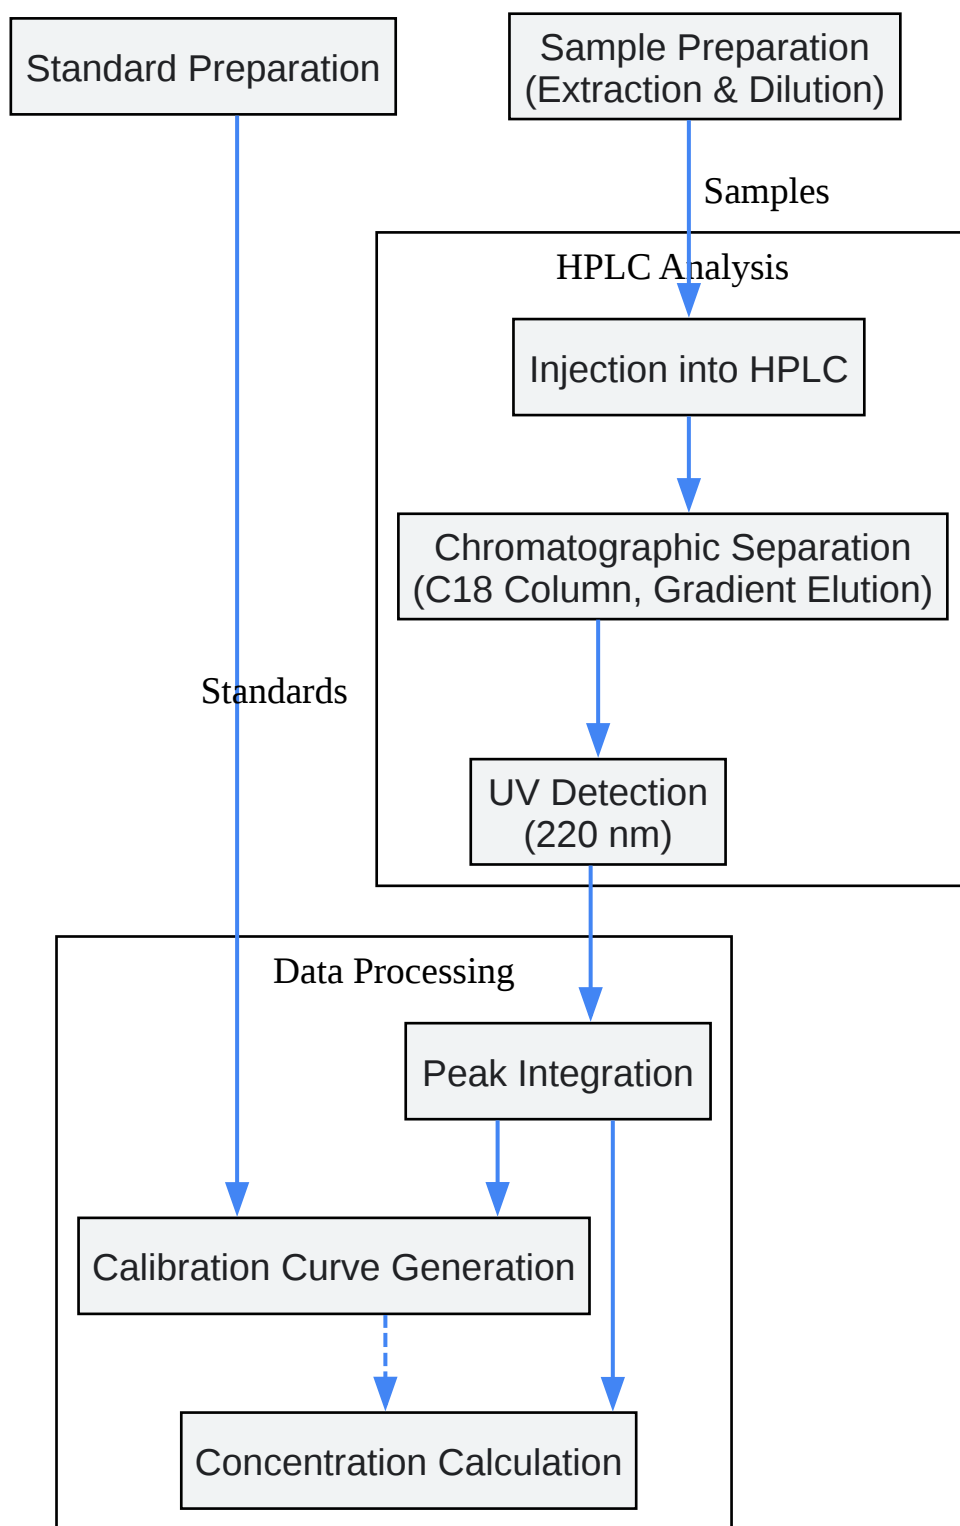 Standard Preparation
Sample Preparation
(Extraction & Dilution)
Samples
HPLC Analysis
Injection into HPLC
Chromatographic Separation
(C18 Column, Gradient Elution)
Standards
UV Detection
(220 nm)
Data Processing
Peak Integration
Calibration Curve Generation
Concentration Calculation